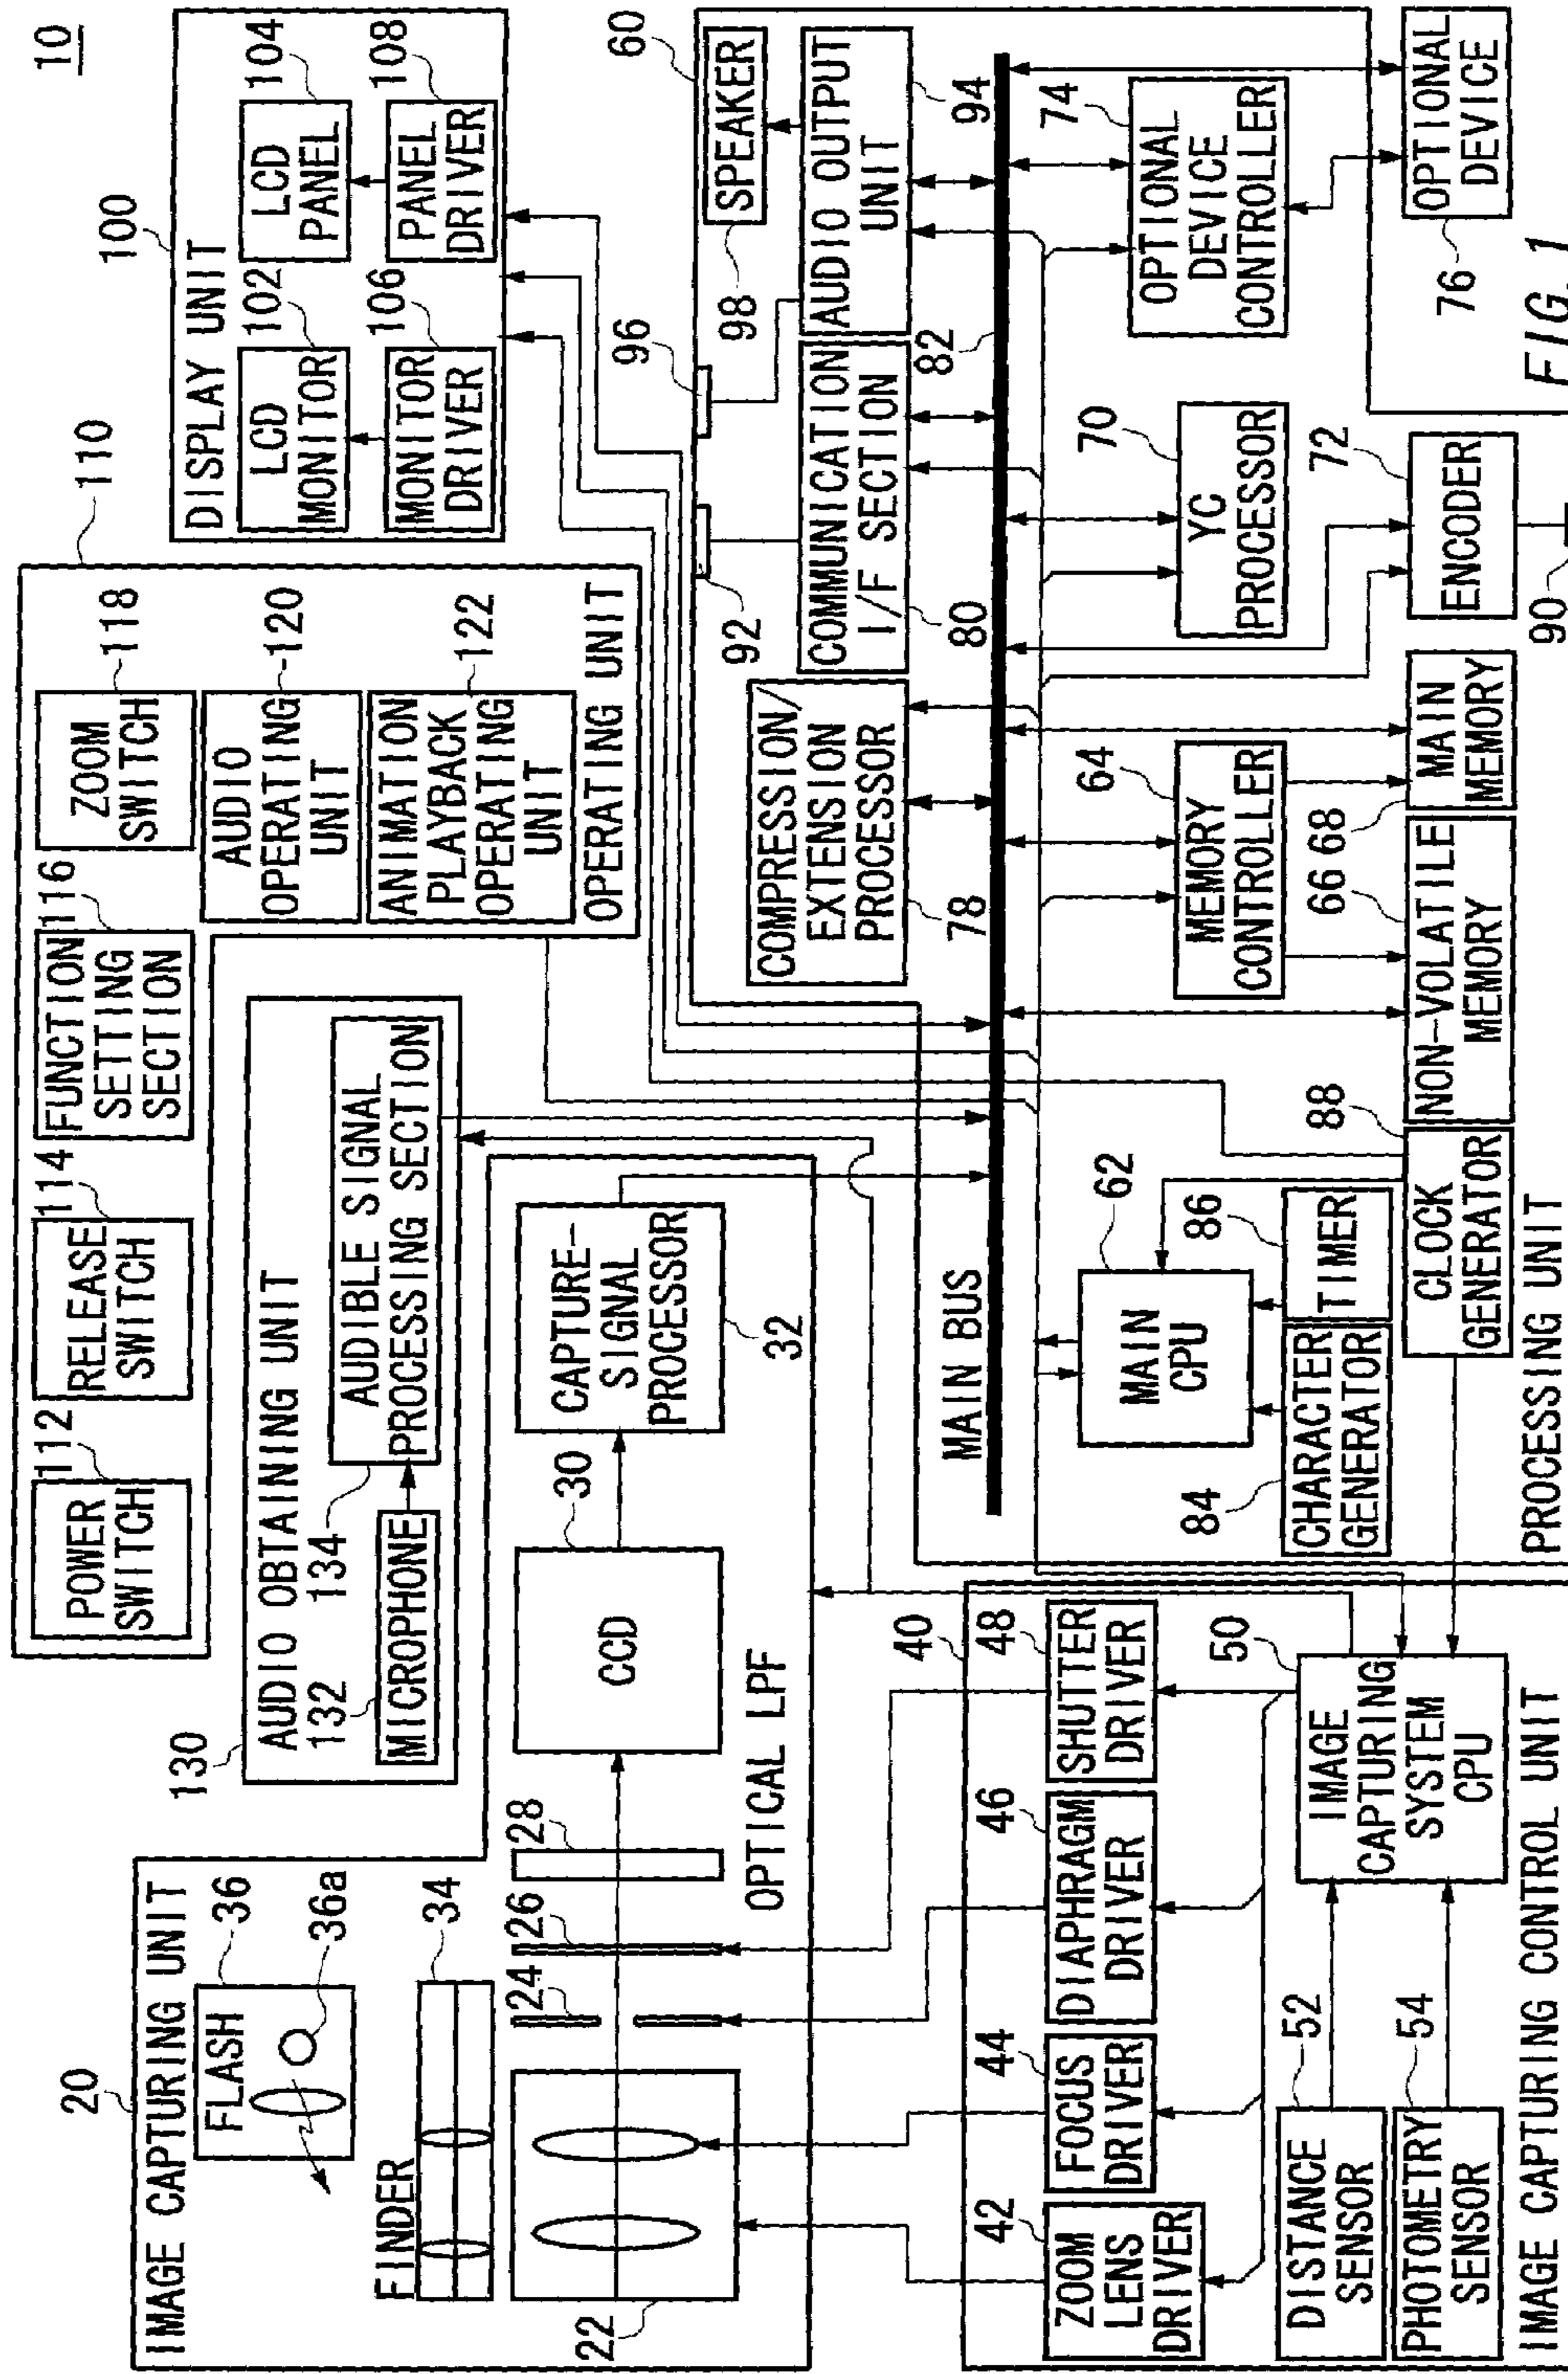 10
20
IMAGE CAPTURING UNIT
FLASH
36
36a
FINDER
34
22
24
26
28
OPTICAL LPF
CCD
30
CAPTURE-
SIGNAL
PROCESSOR
32
130
AUDIO OBTAINING UNIT
132
134
MICROPHONE
AUDIBLE SIGNAL
PROCESSING SECTION
110
112
POWER
SWITCH
114
RELEASE
SWITCH
116
FUNCTION
SETTING
SECTION
118
ZOOM
SWITCH
120
AUDIO
OPERATING
UNIT
122
ANIMATION
PLAYBACK
OPERATING
UNIT
OPERATING UNIT
100
DISPLAY UNIT
102
LCD
MONITOR
104
LCD
PANEL
106
MONITOR
DRIVER
108
PANEL
DRIVER
40
42
ZOOM
LENS
DRIVER
44
FOCUS
DRIVER
46
DIAPHRAGM
DRIVER
48
SHUTTER
DRIVER
50
IMAGE
CAPTURING
SYSTEM
CPU
52
DISTANCE
SENSOR
54
PHOTOMETRY
SENSOR
IMAGE CAPTURING CONTROL UNIT
60
92
96
98
SPEAKER
COMPRESSION/
EXTENSION
PROCESSOR
78
COMMUNICATION
I/F SECTION
80
AUDIO OUTPUT
UNIT
94
MAIN BUS
82
62
MAIN
CPU
84
CHARACTER
GENERATOR
86
TIMER
88
CLOCK
GENERATOR
64
MEMORY
CONTROLLER
66
NON-VOLATILE
MEMORY
68
MAIN
MEMORY
70
YC
PROCESSOR
72
ENCODER
90
74
OPTIONAL
DEVICE
CONTROLLER
76
OPTIONAL
DEVICE
PROCESSING UNIT
FIG. 1